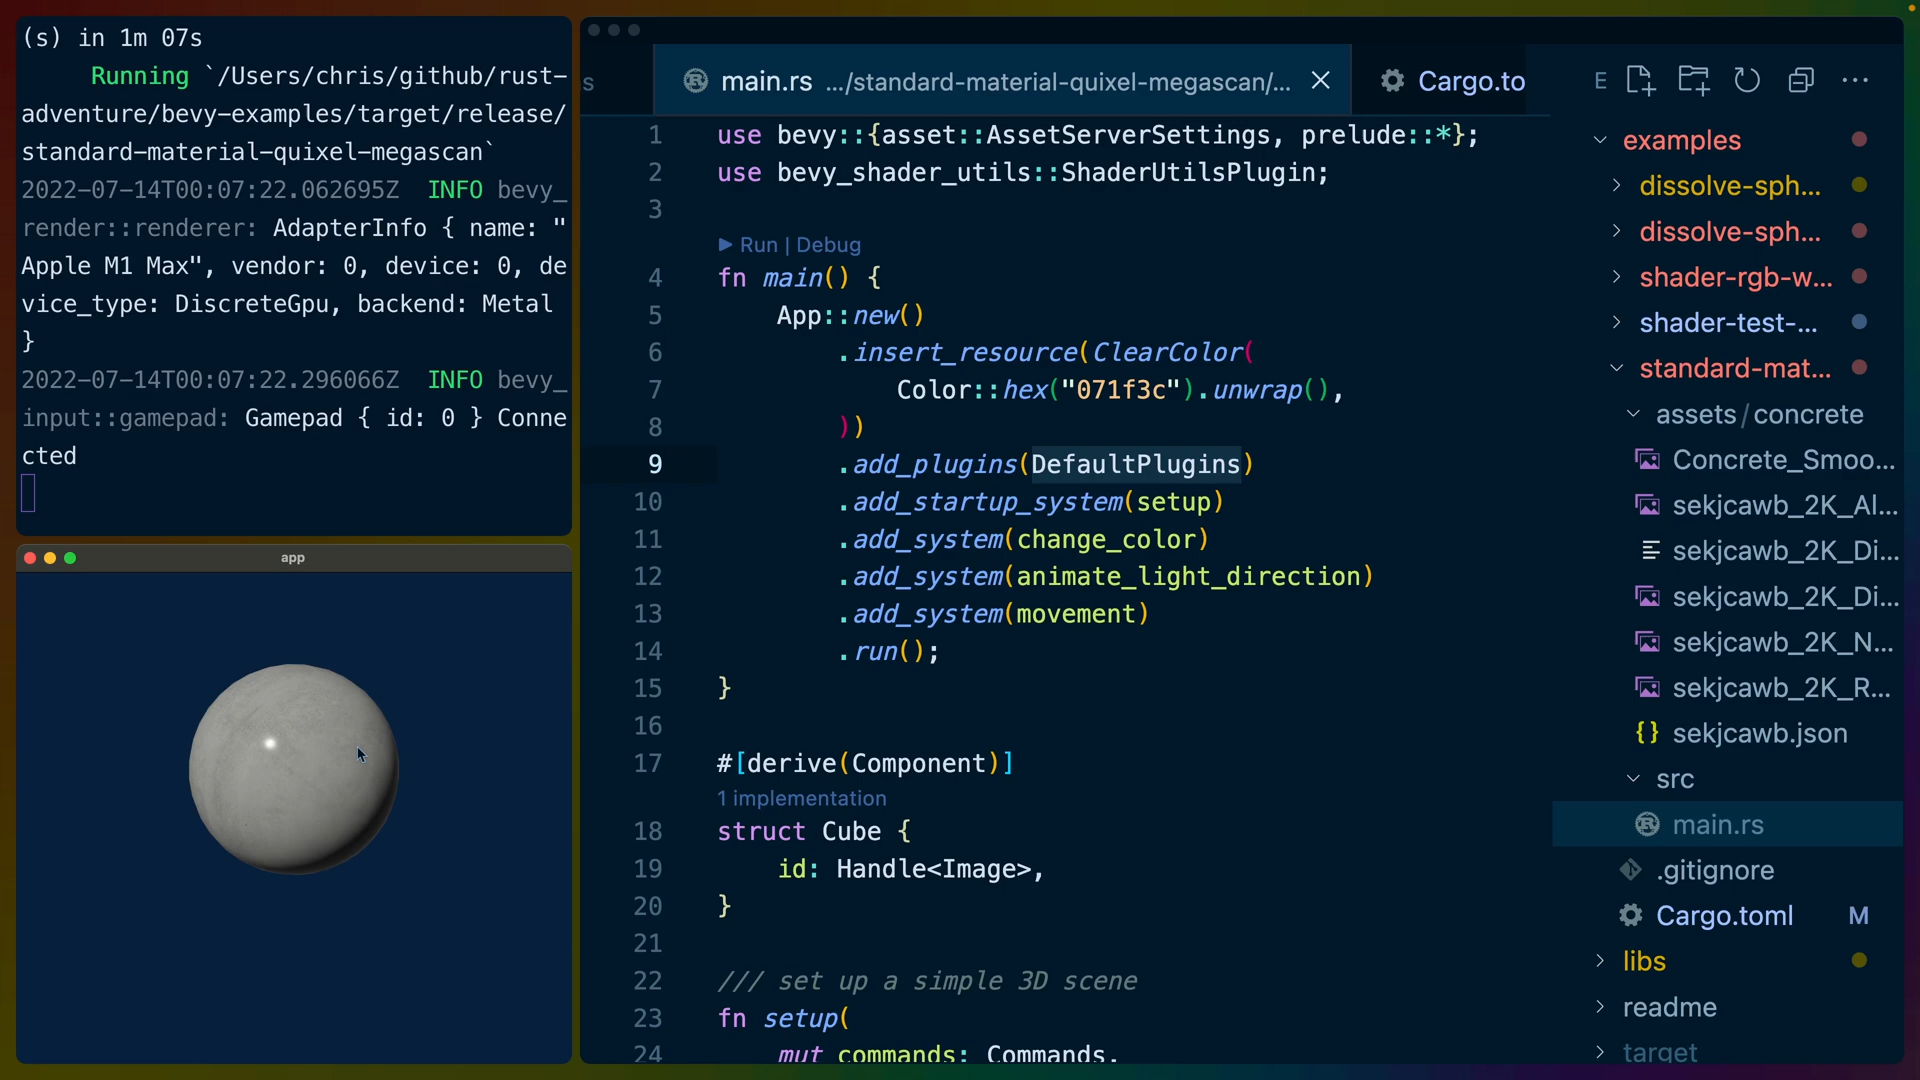 (s) in 1m 07s
Running `/Users/chris/github/rust-
adventure/bevy-examples/target/release/
standard-material-quixel-megascan`
2022-07-14T00:07:22.062695Z INFO bevy_
render::renderer: AdapterInfo { name: "
Apple M1 Max", vendor: 0, device: 0, de
vice_type: DiscreteGpu, backend: Metal
}
2022-07-14T00:07:22.296066Z INFO bevy_
input::gamepad: Gamepad { id: 0 } Conne
cted
app
s
main.rs .../standard-material-quixel-megascan/...
Cargo.to
1 use bevy::{asset::AssetServerSettings, prelude::*};
2 use bevy_shader_utils::ShaderUtilsPlugin;
3
Run | Debug
4 fn main() {
5 App::new()
6 .insert_resource(ClearColor(
7 Color::hex("071f3c").unwrap(),
8 ))
9 .add_plugins(DefaultPlugins)
10 .add_startup_system(setup)
11 .add_system(change_color)
12 .add_system(animate_light_direction)
13 .add_system(movement)
14 .run();
15 }
16
17 #[derive(Component)]
1 implementation
18 struct Cube {
19 id: Handle<Image>,
20 }
21
22 /// set up a simple 3D scene
23 fn setup(
24 mut commands: Commands,
E
examples
dissolve-sph...
dissolve-sph...
shader-rgb-w...
shader-test-...
standard-mat...
assets/concrete
Concrete_Smoo...
sekjcawb_2K_Al...
sekjcawb_2K_Di...
sekjcawb_2K_Di...
sekjcawb_2K_N...
sekjcawb_2K_R...
{} sekjcawb.json
src
main.rs
.gitignore
Cargo.toml M
libs
readme
target